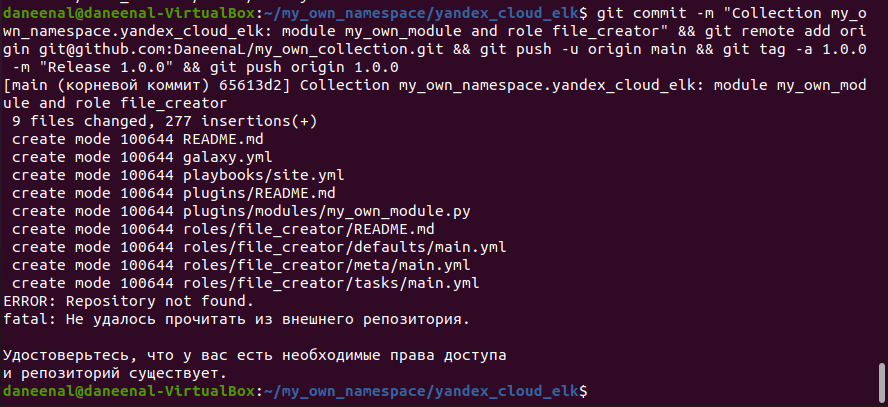 daneenal@daneenal-VirtualBox:~/my_own_namespace/yandex_cloud_elk$ git commit -m "Collection my_o
wn_namespace.yandex_cloud_elk: module my_own_module and role file_creator" && git remote add ori
gin git@github.com:DaneenaL/my_own_collection.git && git push -u origin main && git tag -a 1.0.0
 -m "Release 1.0.0" && git push origin 1.0.0
[main (корневой коммит) 65613d2] Collection my_own_namespace.yandex_cloud_elk: module my_own_mod
ule and role file_creator
 9 files changed, 277 insertions(+)
 create mode 100644 README.md
 create mode 100644 galaxy.yml
 create mode 100644 playbooks/site.yml
 create mode 100644 plugins/README.md
 create mode 100644 plugins/modules/my_own_module.py
 create mode 100644 roles/file_creator/README.md
 create mode 100644 roles/file_creator/defaults/main.yml
 create mode 100644 roles/file_creator/meta/main.yml
 create mode 100644 roles/file_creator/tasks/main.yml
ERROR: Repository not found.
fatal: Не удалось прочитать из внешнего репозитория.

Удостоверьтесь, что у вас есть необходимые права доступа
и репозиторий существует.
daneenal@daneenal-VirtualBox:~/my_own_namespace/yandex_cloud_elk$